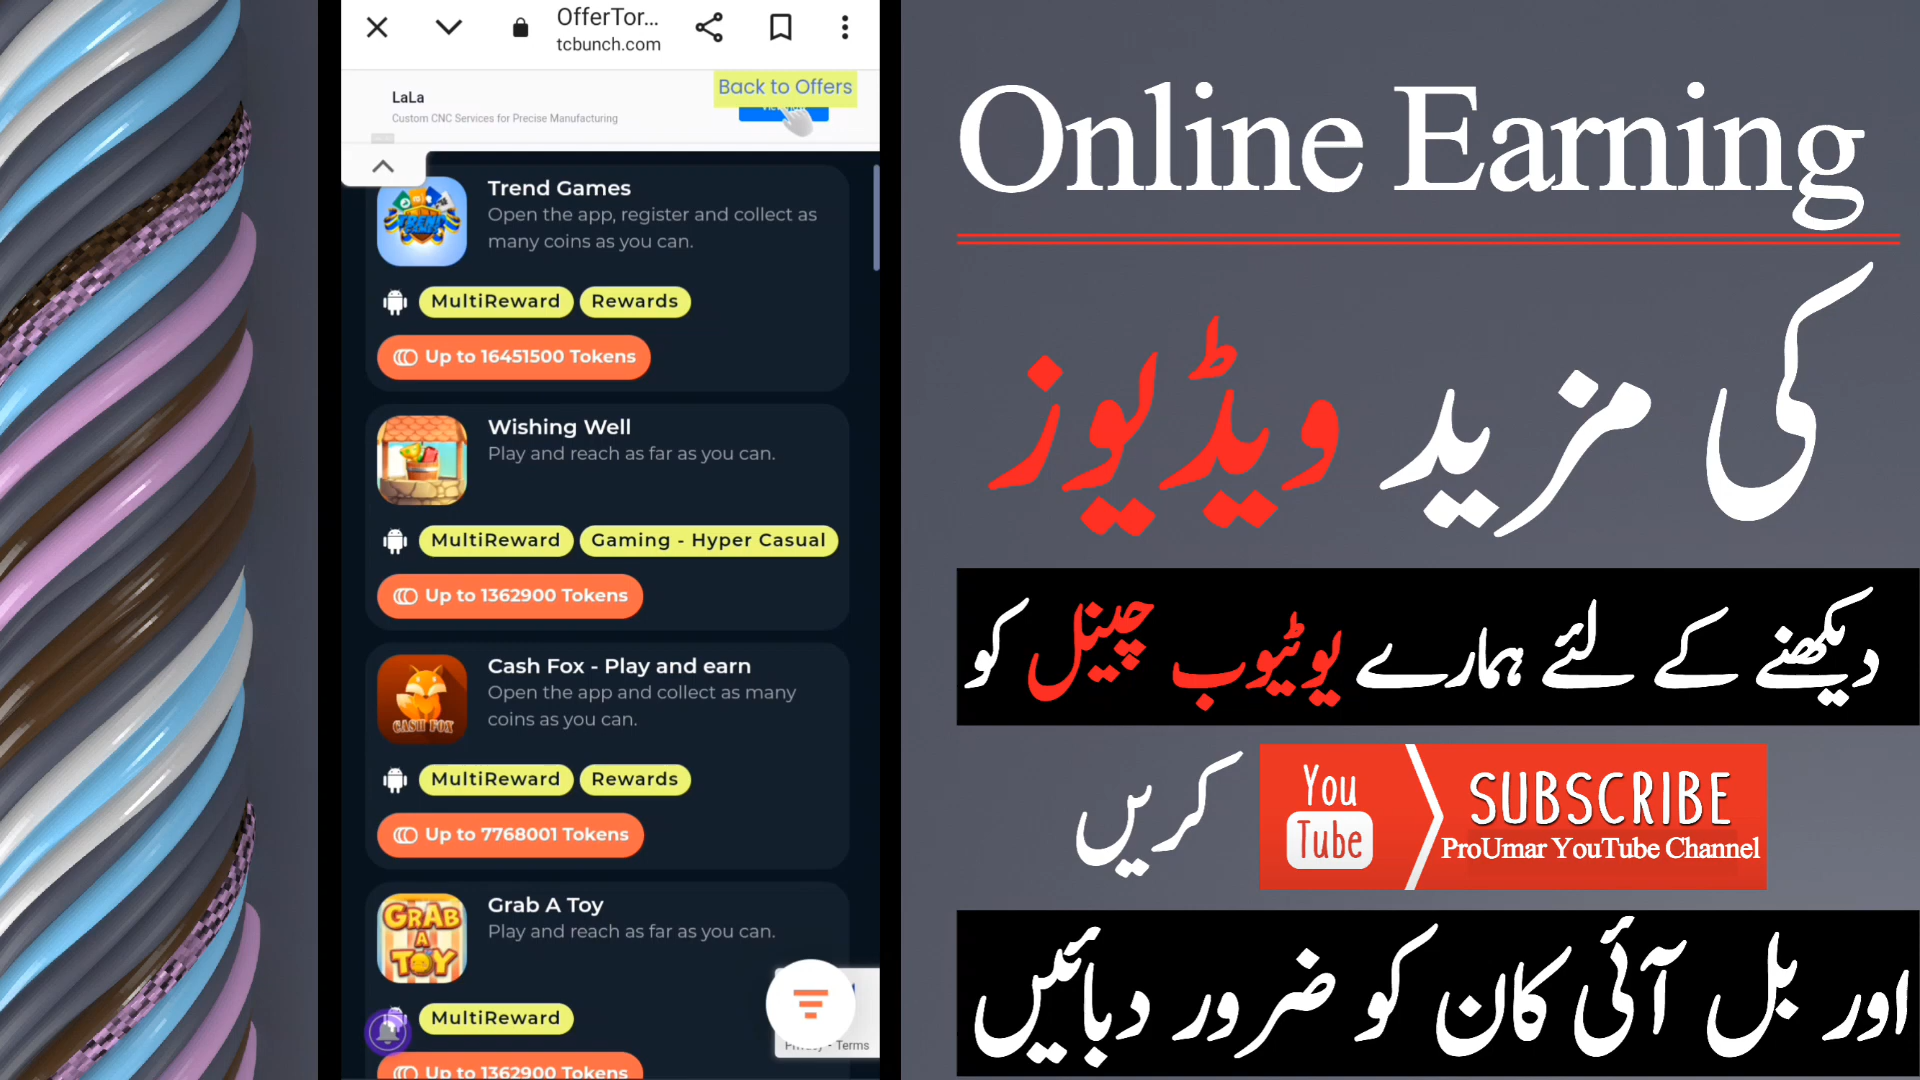 OfferTor...
tcbunch.com
Back to Offers
LaLa
Custom CNC Services for Precise Manufacturing
Trend Games
Open the app, register and collect as
many coins as you can.
MultiReward Rewards
Up to 16451500 Tokens
Wishing Well
Play and reach as far as you can.
MultiReward Gaming - Hyper Casual
Up to 1362900 Tokens
Cash Fox - Play and earn
Open the app and collect as many
coins as you can.
CASH FOX
MultiReward Rewards
Up to 7768001 Tokens
Grab A Toy
Play and reach as far as you can.
GRAB
A
TOY
MultiReward
Up to 1362900 Tokens
- Terms
Online Earning
کی مزید ویڈیوز
دیکھنے کے لئے ہمارے یوٹیوب چینل کو
You
Tube
SUBSCRIBE
ProUmar YouTube Channel
کریں
اور بل آئی کان کو ضرور دبائیں